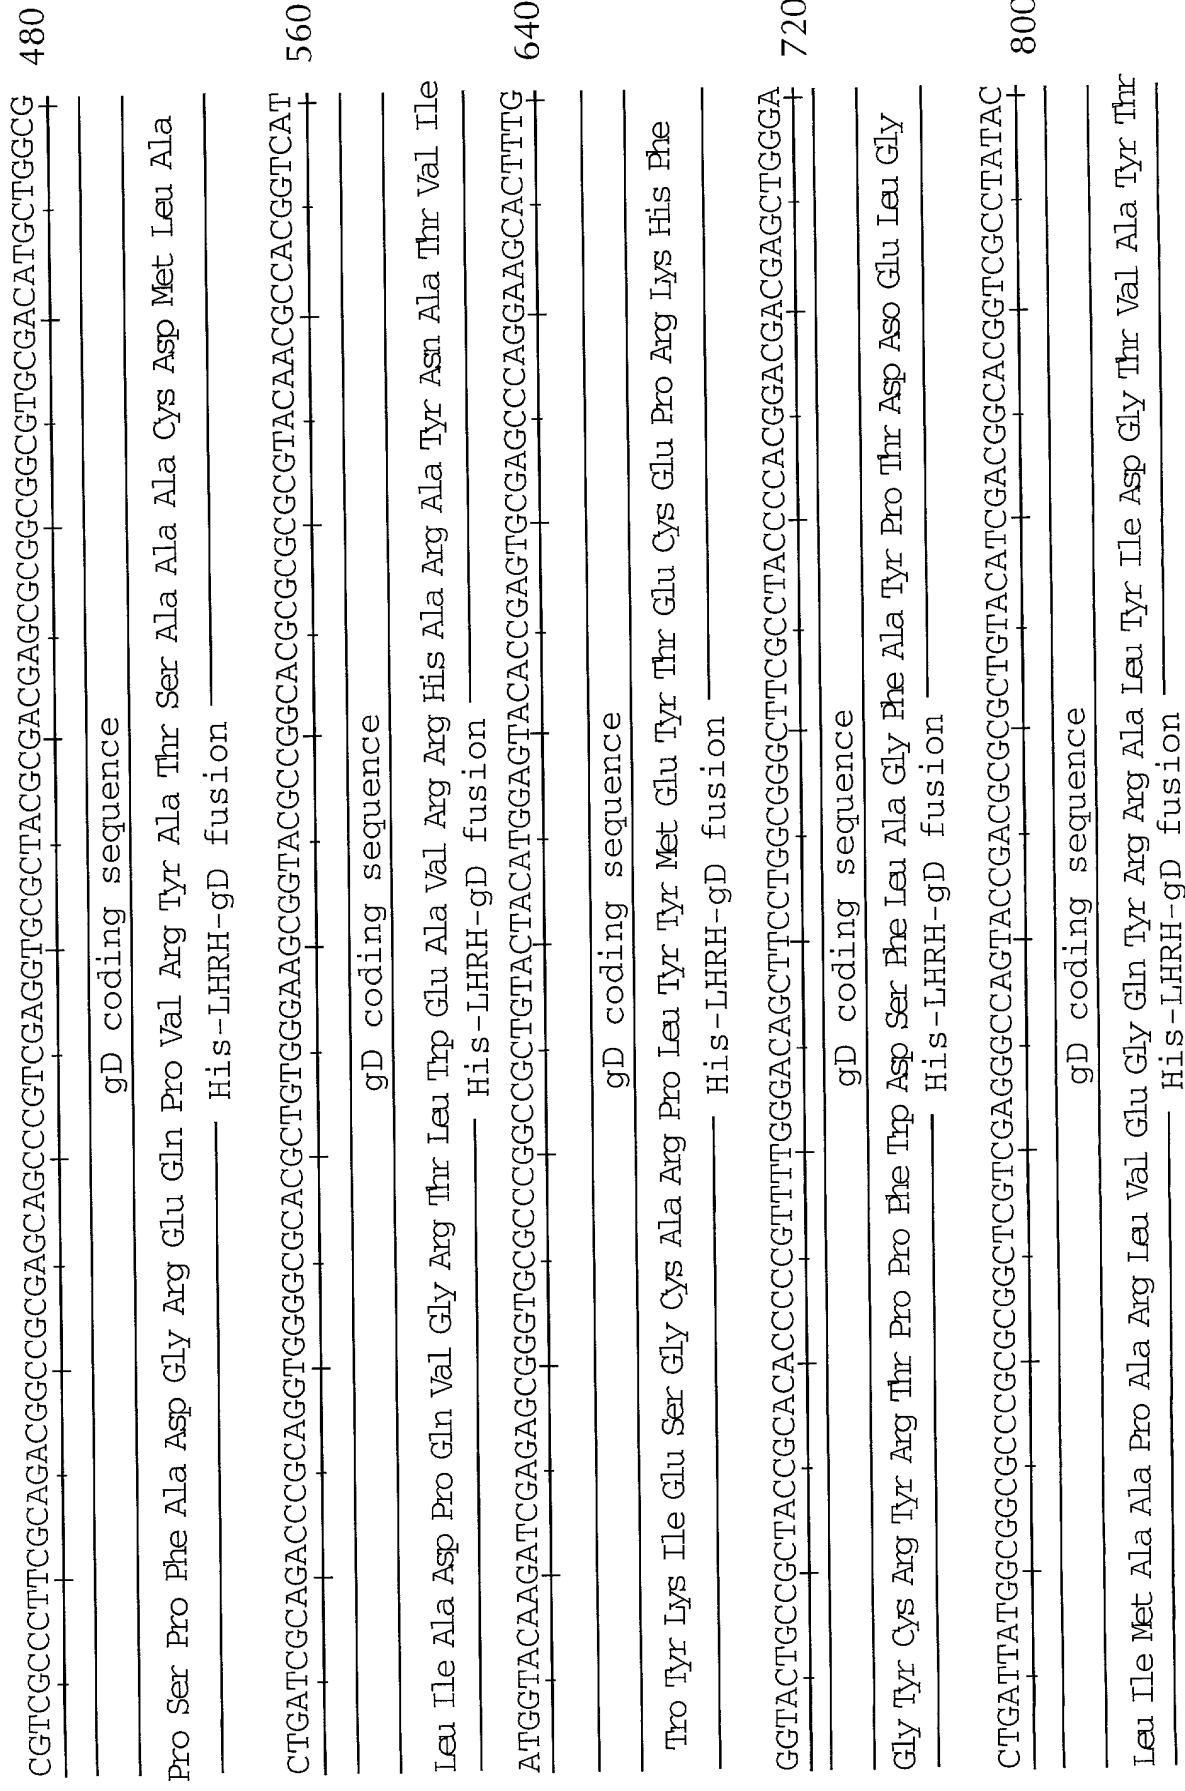 CGTCGCCCTTCGCAGACGGCCGCGAGCAGCCCGTCGAGGTGCGCTACGCGACGAGCGCGGCGGCGTGCGACATGCTGGCG 480
gD coding sequence
Pro Ser Pro Phe Ala Asp Gly Arg Glu Gln Pro Val Arg Tyr Ala Thr Ser Ala Ala Ala Cys Asp Met Leu Ala
His-LHRH-gD fusion
CTGATCGCAGACCCGCAGGTGGGGCGCACGCTGTGGGAAGCGGTACGCCGGCACGCGCGCGCGTACAACGCCACGGTCAT 560
gD coding sequence
Leu Ile Ala Asp Pro Gln Val Gly Arg Thr Leu Trp Glu Ala Val Arg Arg His Ala Arg Ala Tyr Asn Ala Thr Val Ile
His-LHRH-gD fusion
ATGGTACAAGATCGAGAGCGGGTGCGCCCGGCCGCTGTACTACATGGAGTACACCGAGTGCGAGCCCAGGAAGCACTTTG 640
gD coding sequence
Tro Tyr Lys Ile Glu Ser Gly Cys Ala Arg Pro Leu Tyr Tyr Met Glu Tyr Thr Glu Cys Glu Pro Arg Lys His Phe
His-LHRH-gD fusion
GGTACTGCCGCTACCGCACACCCCCGTTTTGGGACAGCTTCCTGGCGGGCTTCGCCTACCCCACGGACGACGAGCTGGGA 720
gD coding sequence
Gly Tyr Cys Arg Tyr Arg Thr Pro Pro Phe Trp Asp Ser Phe Leu Ala Gly Phe Ala Tyr Pro Thr Asp Aso Glu Leu Gly
His-LHRH-gD fusion
CTGATTATGGCGGCGCCCGCGCGGCTCGTCGAGGGCCAGTACCGACGCGCGCTGTACATCGACGGCACGGTCGCCTATAC 800
gD coding sequence
Leu Ile Met Ala Ala Pro Ala Arg Leu Val Glu Gly Gln Tyr Arg Arg Ala Leu Tyr Ile Asp Gly Thr Val Ala Tyr Thr
His-LHRH-gD fusion